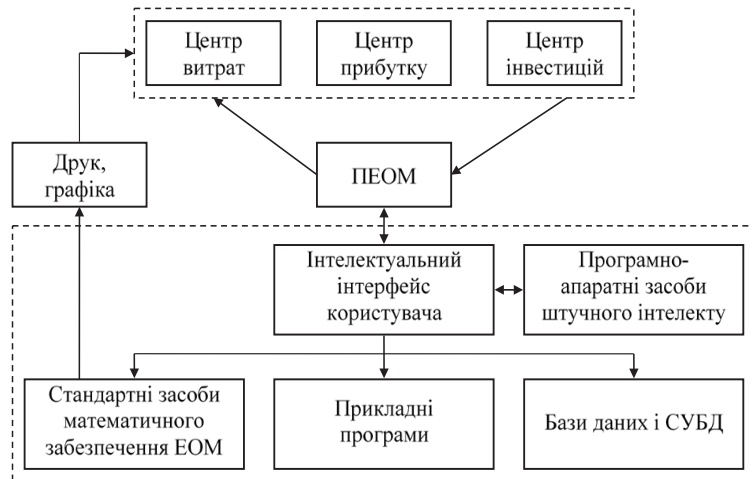 Центр
витрат
Центр
прибутку
Центр
інвестицій
Друк,
графіка
ПЕОМ
Інтелектуальний
інтерфейс
користувача
Програмно-
апаратні засоби
штучного інтелекту
Стандартні засоби
математичного
забезпечення ЕОМ
Прикладні
програми
Бази даних і СУБД